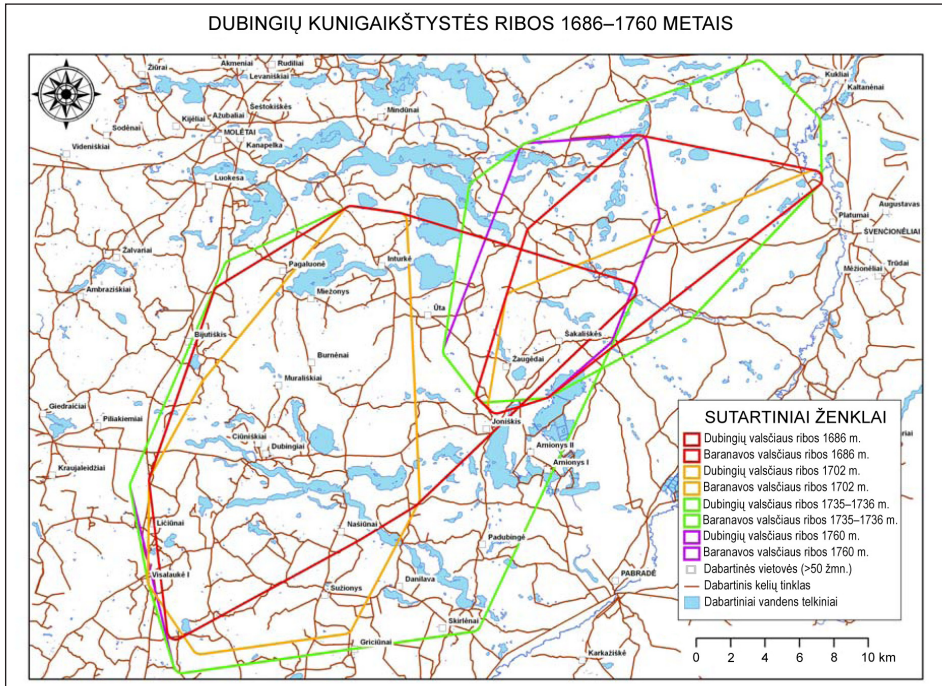 DUBINGIŲ KUNIGAIKŠTYSTĖS RIBOS 1686–1760 METAIS
Žiūrai
Akmeniai
Rudiliai
Levaniškiai
Kukliai
Kaltanėnai
Šeštokiškės
Mindūnai
Kijėliai
Ažubaliai
Sodėnai
MOLĖTAI
Kanapelka
Videniškiai
Luokesa
Augustavas
Platumai
ŠVENČIONĖLIAI
Žalvariai
Inturkė
Pagaluonė
Trūdai
Mėžionėliai
Ambraziškiai
Miežonys
Ūta
Bijutiškis
Šakališkės
Burnėnai
Žaugėdai
Murališkiai
Giedraičiai
Piliakiemiai
Joniškis
Ciūniškiai
Dubingiai
Arnionys II
Arnionys I
Kraujaleidžiai
Ličiūnai
Našiūnai
Padubingė
Visalaukė I
Sužionys
Danilava
PABRADĖ
Skirlėnai
Griciūnai
Karkažiškė
SUTARTINIAI ŽENKLAI
Dubingių valsčiaus ribos 1686 m.
Baranavos valsčiaus ribos 1686 m.
Dubingių valsčiaus ribos 1702 m.
Baranavos valsčiaus ribos 1702 m.
Dubingių valsčiaus ribos 1735–1736 m.
Baranavos valsčiaus ribos 1735–1736 m.
Dubingių valsčiaus ribos 1760 m.
Baranavos valsčiaus ribos 1760 m.
Dabartinės vietovės (>50 žmn.)
Dabartinis kelių tinklas
Dabartiniai vandens telkiniai
0 2 4 6 8 10 km